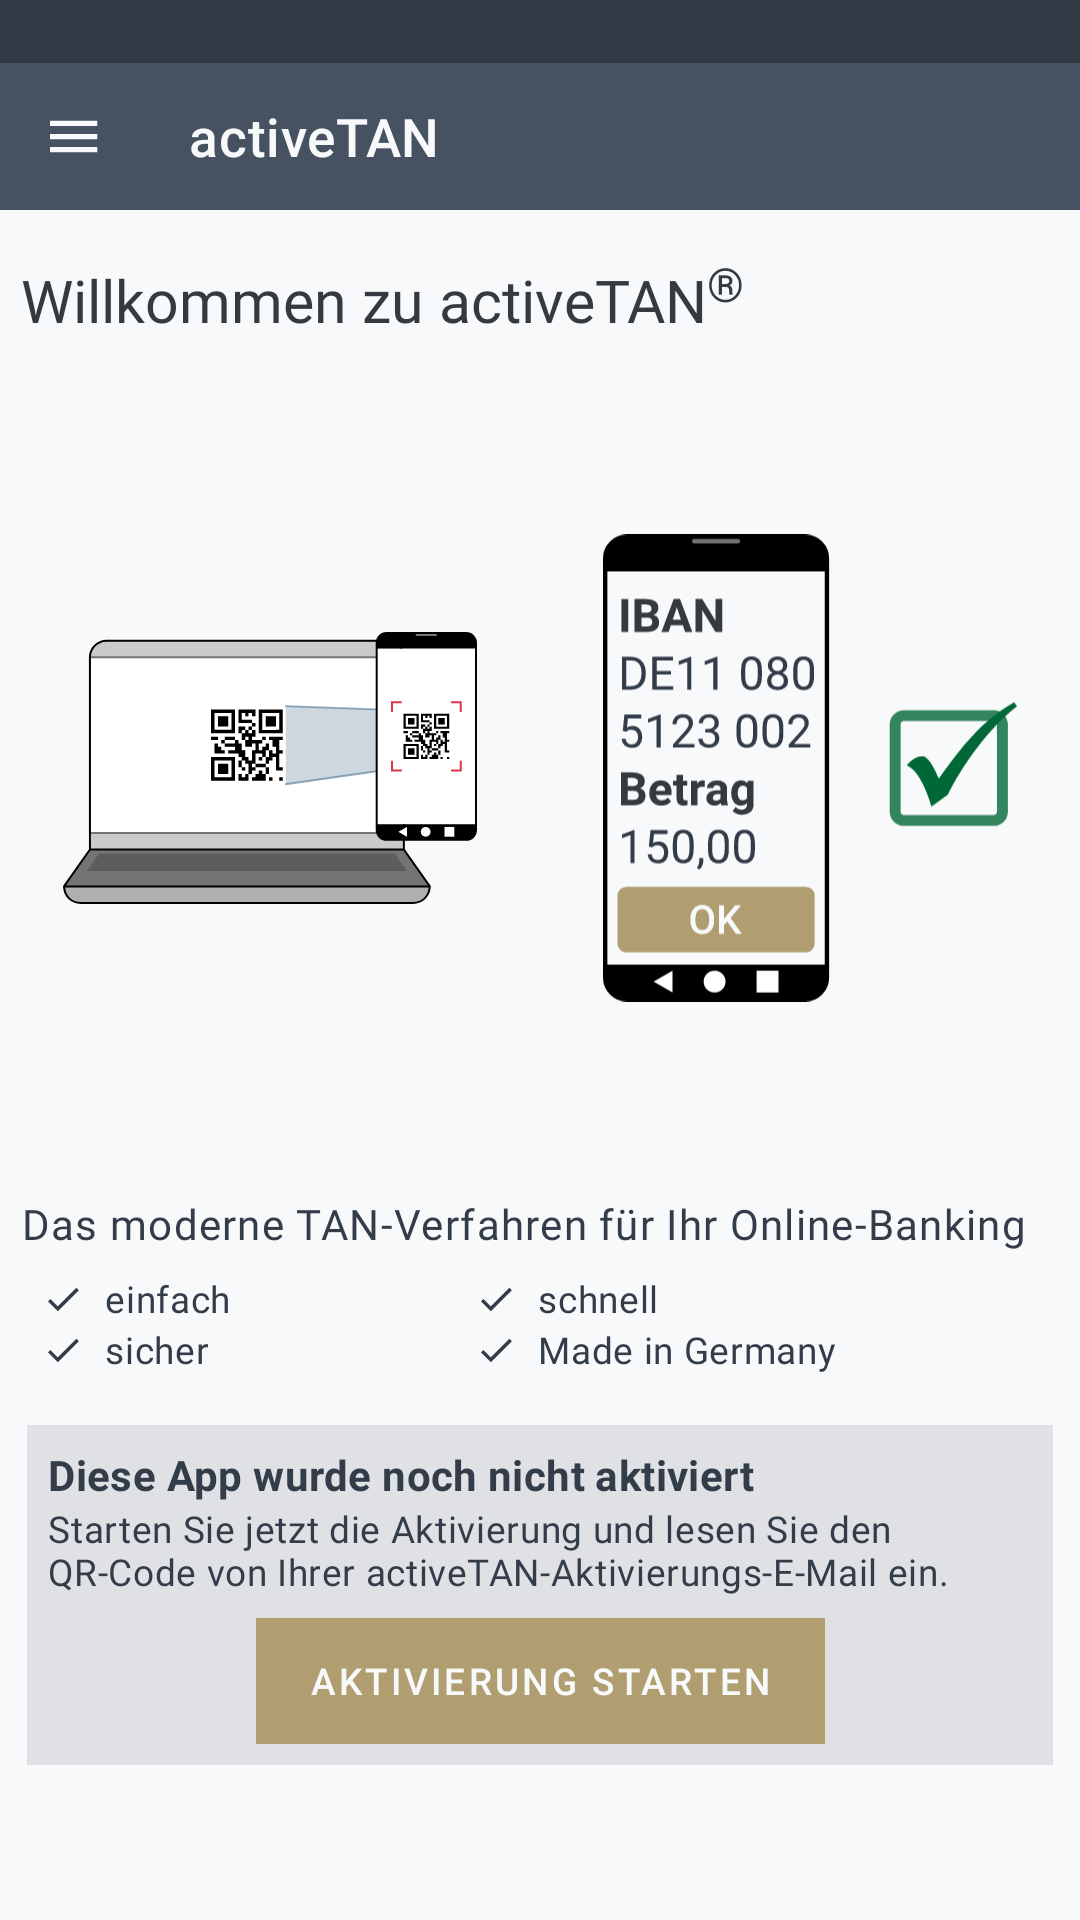 activeTAN
Willkommen zu activeTAN®
IBAN
DE11 080
5123 002
Betrag
150,00
OK
Das moderne TAN-Verfahren für Ihr Online-Banking
einfach
schnell
sicher
Made in Germany
Diese App wurde noch nicht aktiviert
Starten Sie jetzt die Aktivierung und lesen Sie den
QR-Code von Ihrer activeTAN-Aktivierungs-E-Mail ein.
AKTIVIERUNG STARTEN